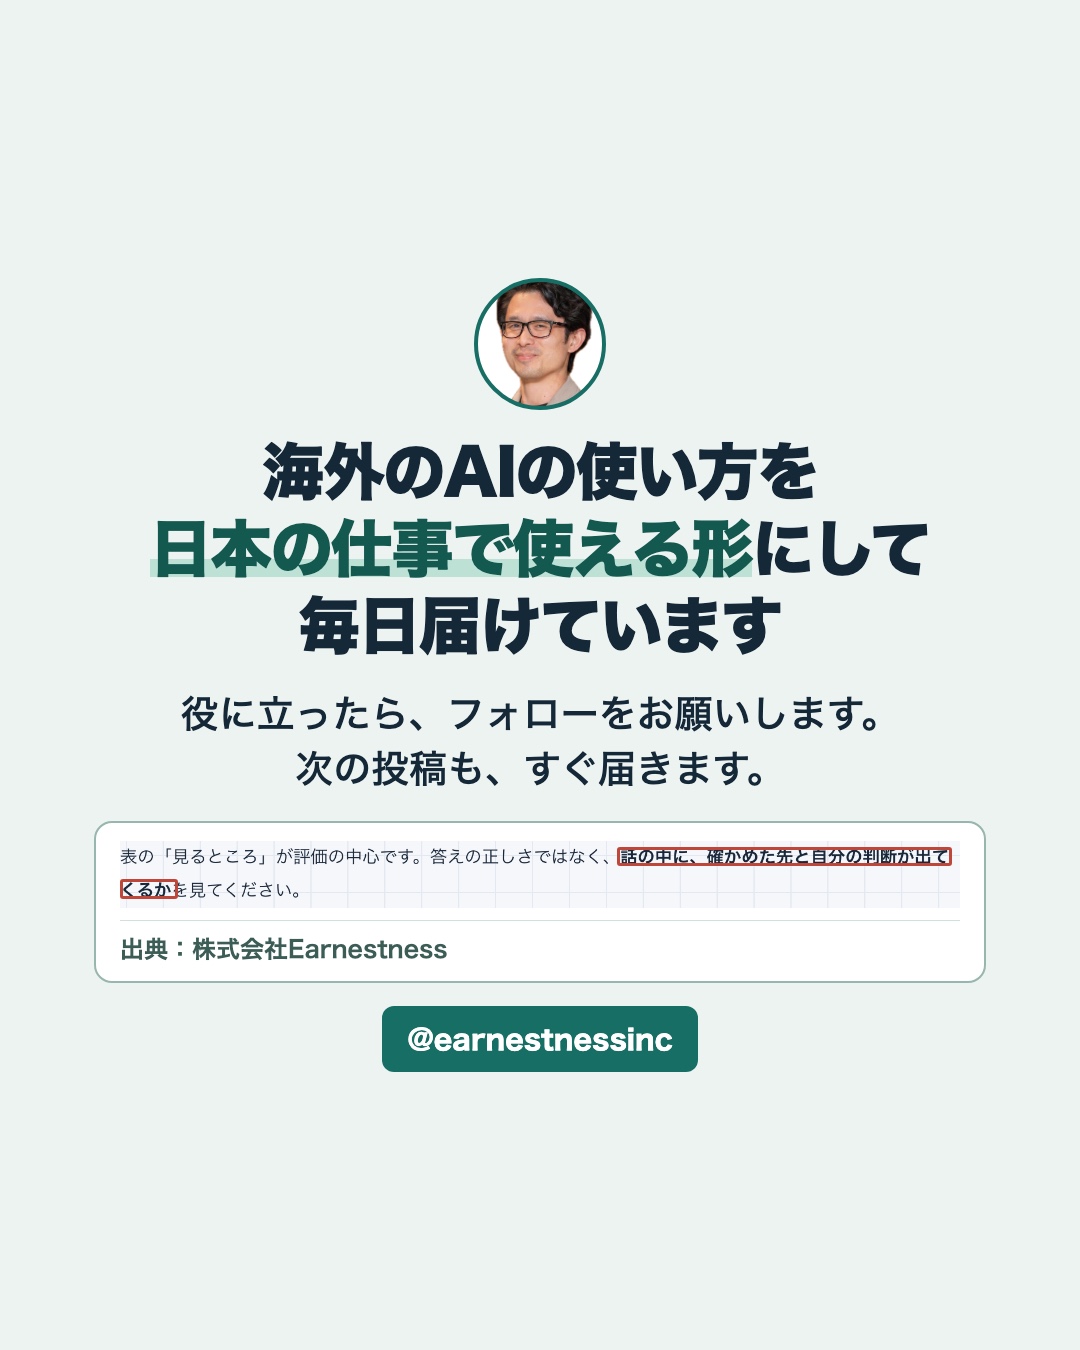 海外のAIの使い方を
日本の仕事で使える形にして
毎日届けています
役に立ったら、フォローをお願いします。
次の投稿も、すぐ届きます。
表の「見るところ」が評価の中心です。答えの正しさではなく、話の中に、確かめた先と自分の判断が出て
くるかを見てください。
出典：株式会社Earnestness
@earnestnessinc